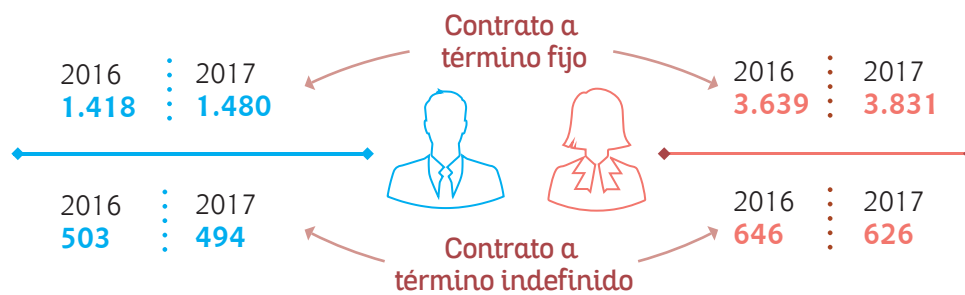 Contrato a
término fijo
2016 2017
1.418 1.480
2016 2017
3.639 3.831
2016 2017
503 494
2016 2017
646 626
Contrato a
término indefinido